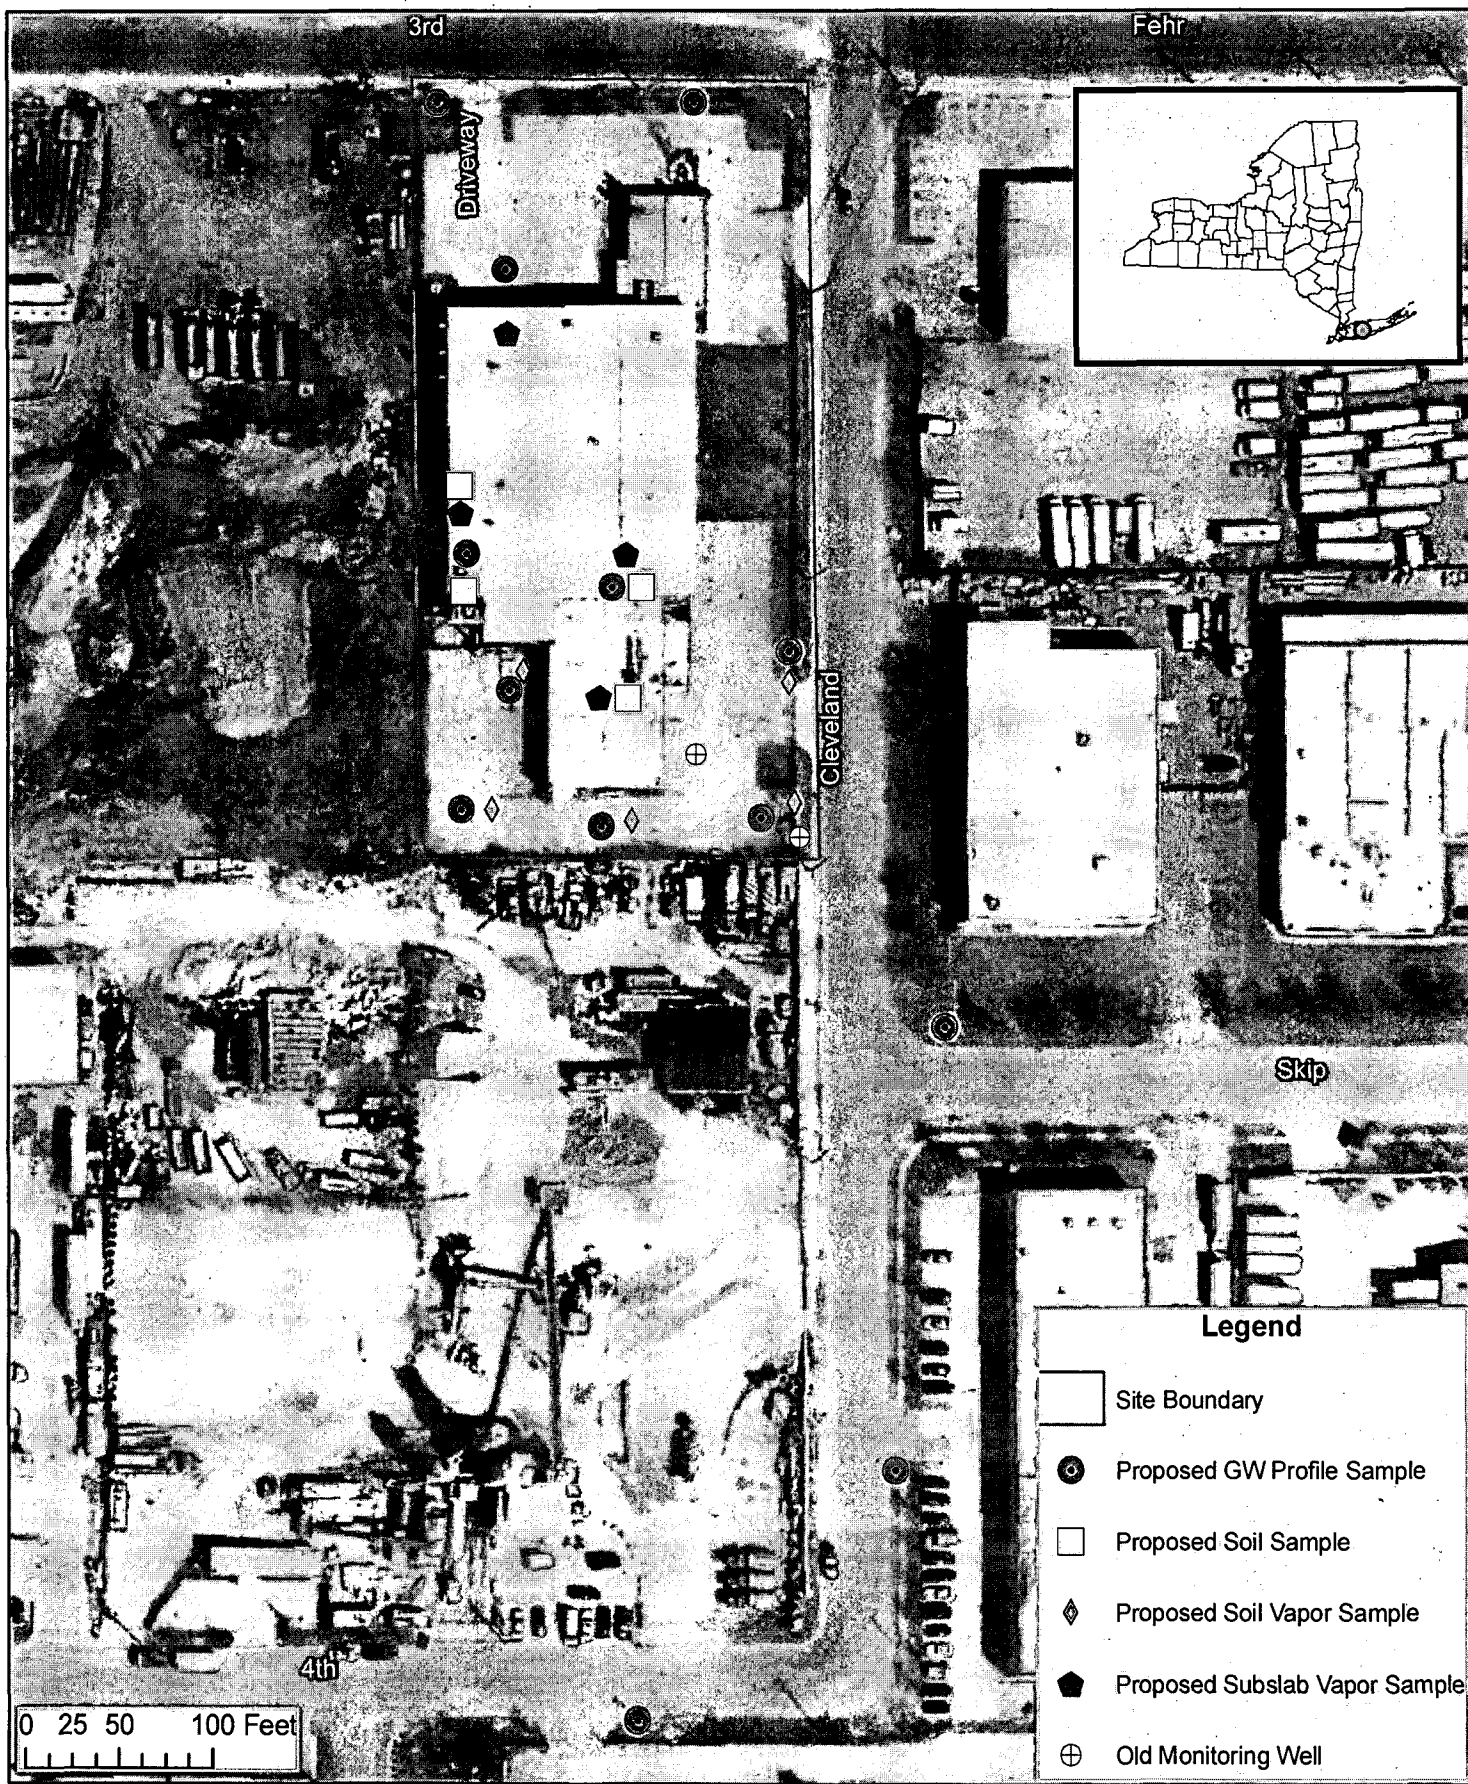 3rd
Fehr
Driveway
Cleveland
Skip
4th
Legend
Site Boundary
Proposed GW Profile Sample
Proposed Soil Sample
Proposed Soil Vapor Sample
Proposed Subslab Vapor Sample
Old Monitoring Well
0 25 50 100 Feet